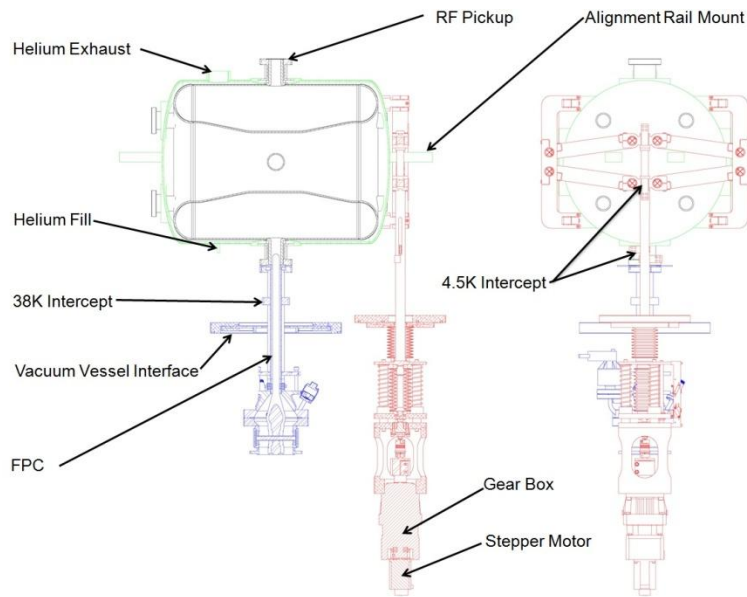 RF Pickup
Alignment Rail Mount
Helium Exhaust
Helium Fill
4.5K Intercept
38K Intercept
Vacuum Vessel Interface
FPC
Gear Box
Stepper Motor